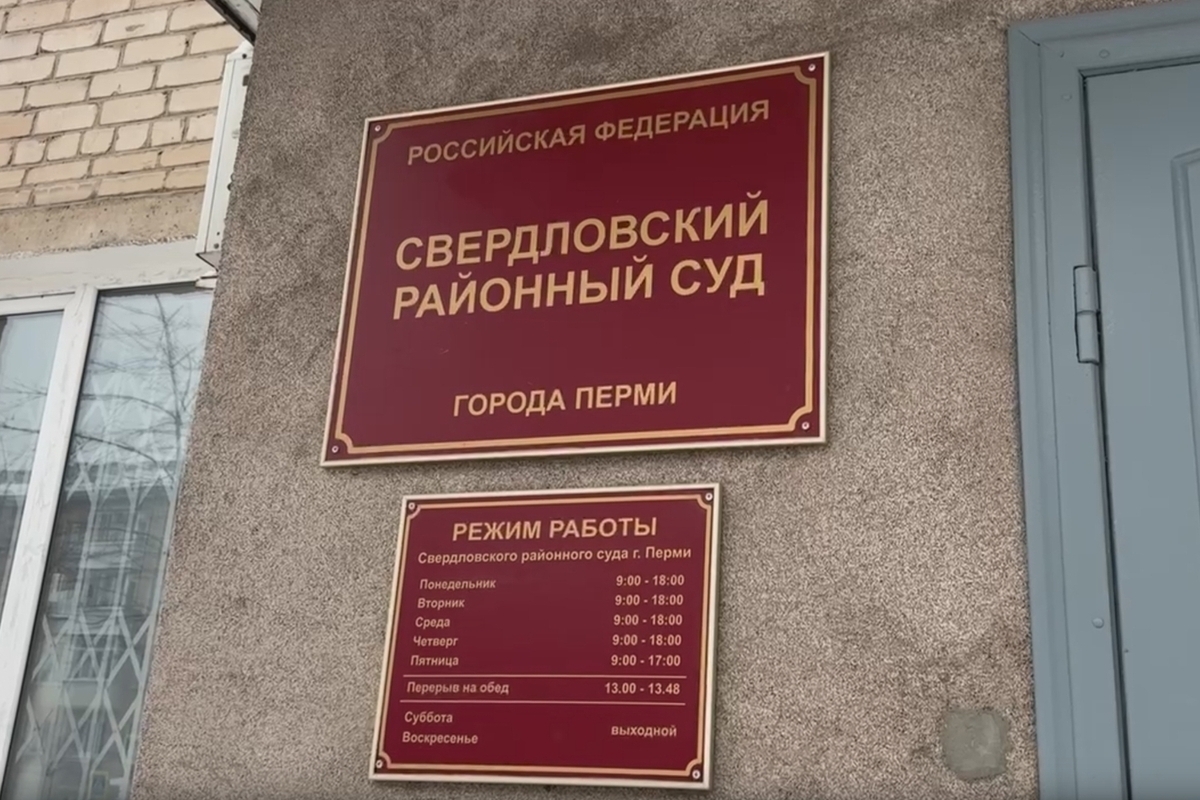 РОССИЙСКАЯ ФЕДЕРАЦИЯ
СВЕРДЛОВСКИЙ
РАЙОННЫЙ СУД
ГОРОДА ПЕРМИ
РЕЖИМ РАБОТЫ
Свердловского районного суда г. Перми
Понедельник 9:00 - 18:00
Вторник 9:00 - 18:00
Среда 9:00 - 18:00
Четверг 9:00 - 18:00
Пятница 9:00 - 17:00
Перерыв на обед 13.00 - 13.48
Суббота
выходной
Воскресенье